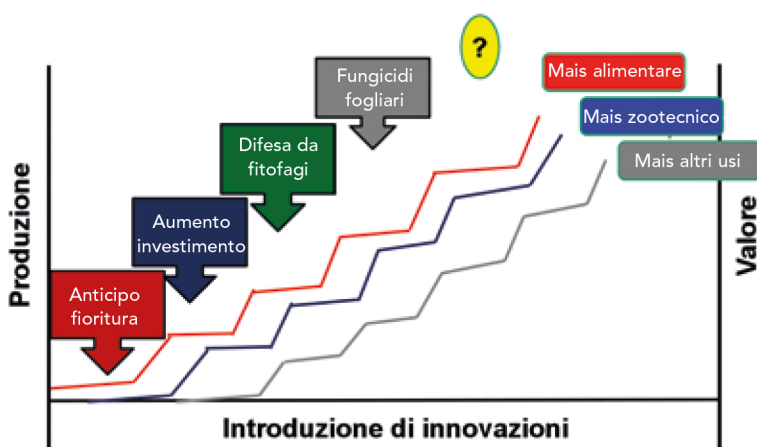 ?
Mais alimentare
Fungicidi
fogliari
Mais zootecnico
Difesa da
fitofagi
Mais altri usi
Aumento
investimento
Anticipo
fioritura
Produzione
Valore
Introduzione di innovazioni